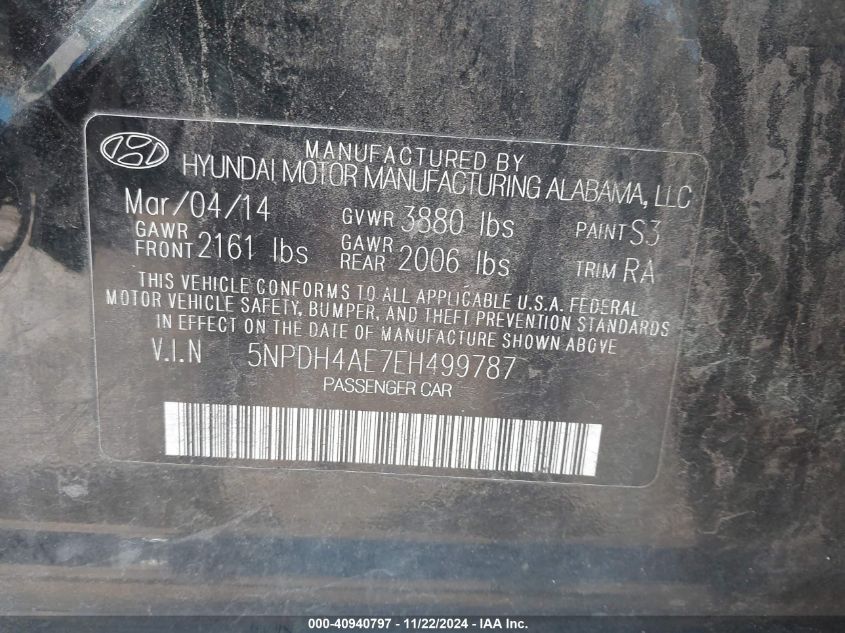 MANUFACTURED BY
HYUNDAI MOTOR MANUFACTURING ALABAMA, LLC
Mar/04/14 GVWR 3880 lbs PAINT S3
GAWR FRONT 2161 lbs GAWR REAR 2006 lbs TRIM RA
THIS VEHICLE CONFORMS TO ALL APPLICABLE U.S.A. FEDERAL
MOTOR VEHICLE SAFETY, BUMPER, AND THEFT PREVENTION STANDARDS
IN EFFECT ON THE DATE OF MANUFACTURE SHOWN ABOVE
V.I.N 5NPDH4AE7EH499787
PASSENGER CAR
000-40940797 - 11/22/2024 - IAAI.COM